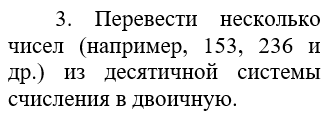 3. Перевести несколько
чисел (например, 153, 236 и
др.) из десятичной системы
счисления в двоичную.